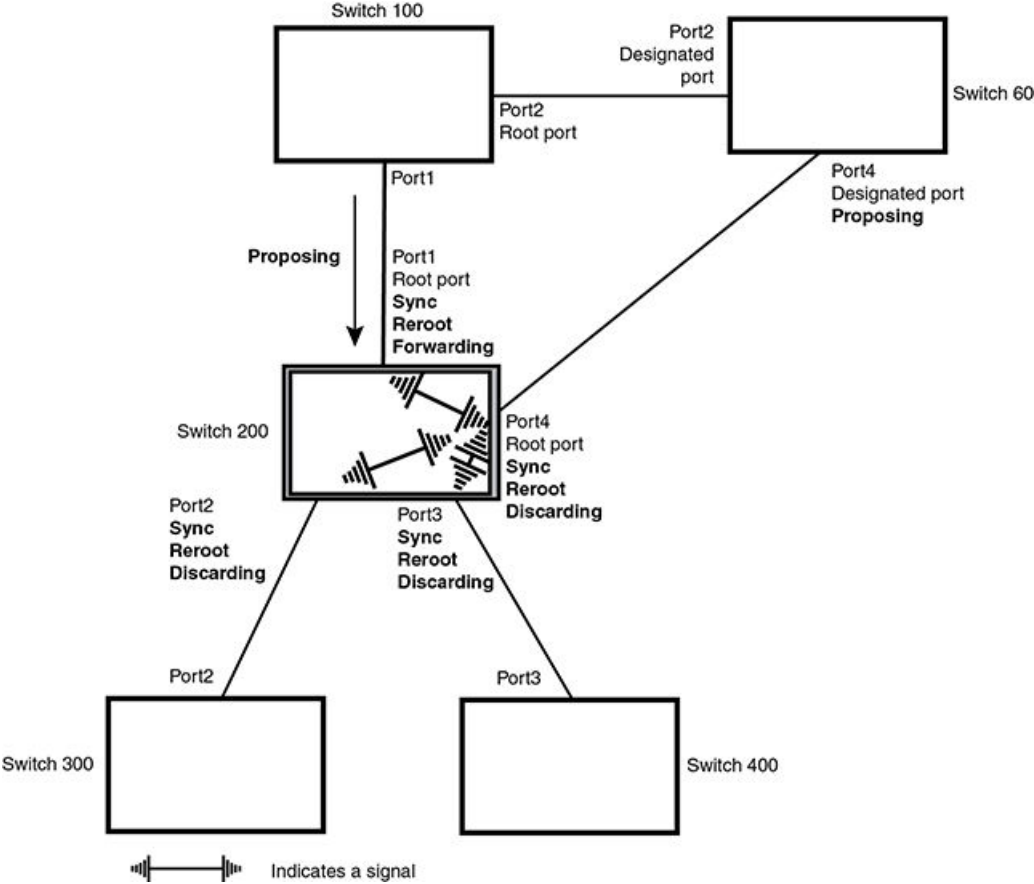 Switch 100
Port2
Designated
port
Switch 60
Port2
Root port
Port1
Port4
Designated port
Proposing
Proposing
Port1
Root port
Sync
Reroot
Forwarding
Switch 200
Port4
Root port
Sync
Reroot
Discarding
Port2
Sync
Reroot
Discarding
Port3
Sync
Reroot
Discarding
Port2
Port3
Switch 300
Switch 400
Indicates a signal